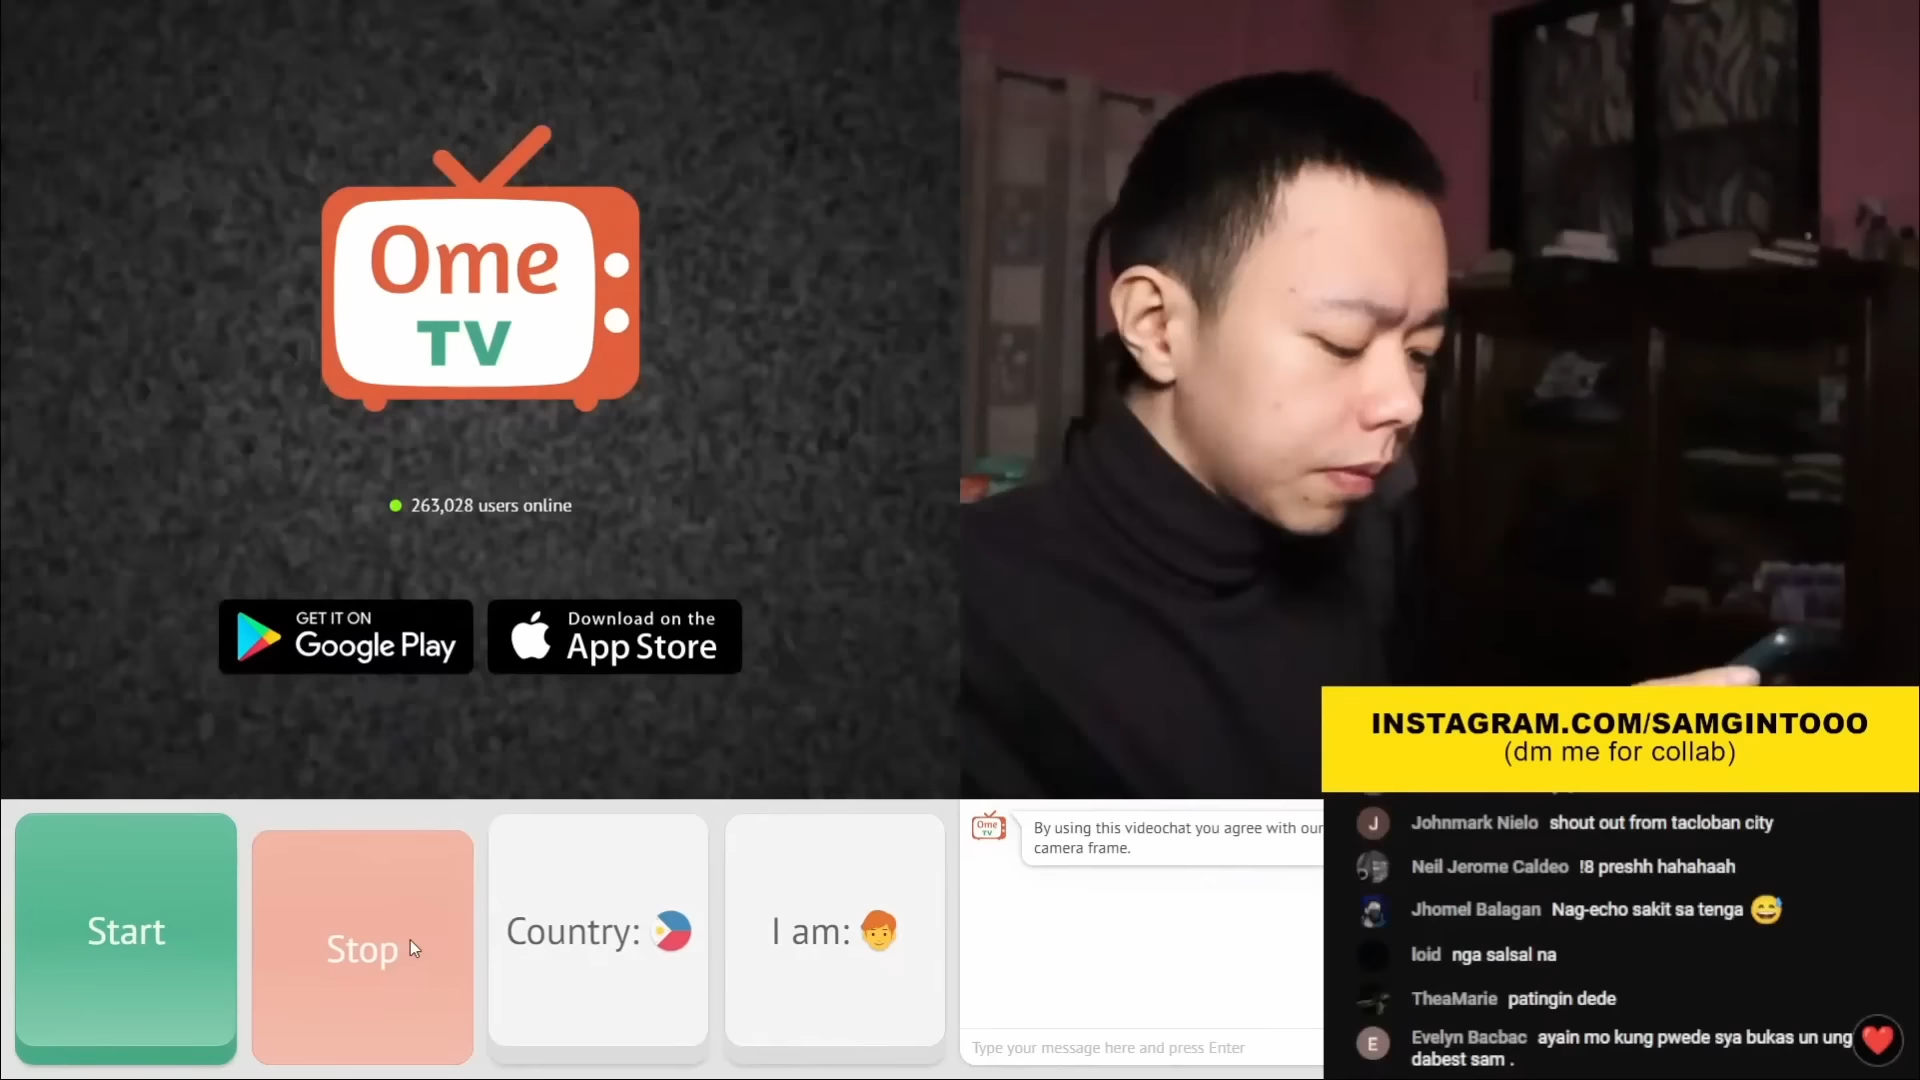 Ome
TV
263,028 users online
GET IT ON
Google Play
Download on the
App Store
INSTAGRAM.COM/SAMGINTOOO
(dm me for collab)
Start
Stop
Country:
I am:
Ome
TV
By using this videochat you agree with our
camera frame.
Type your message here and press Enter
J
Johnmark Nielo shout out from tacloban city
Neil Jerome Caldeo !8 preshh hahahaah
Jhomel Balagan Nag-echo sakit sa tenga 😅
loid nga salsal na
TheaMarie patingin dede
E
Evelyn Bacbac ayain mo kung pwede sya bukas un ung
dabest sam .